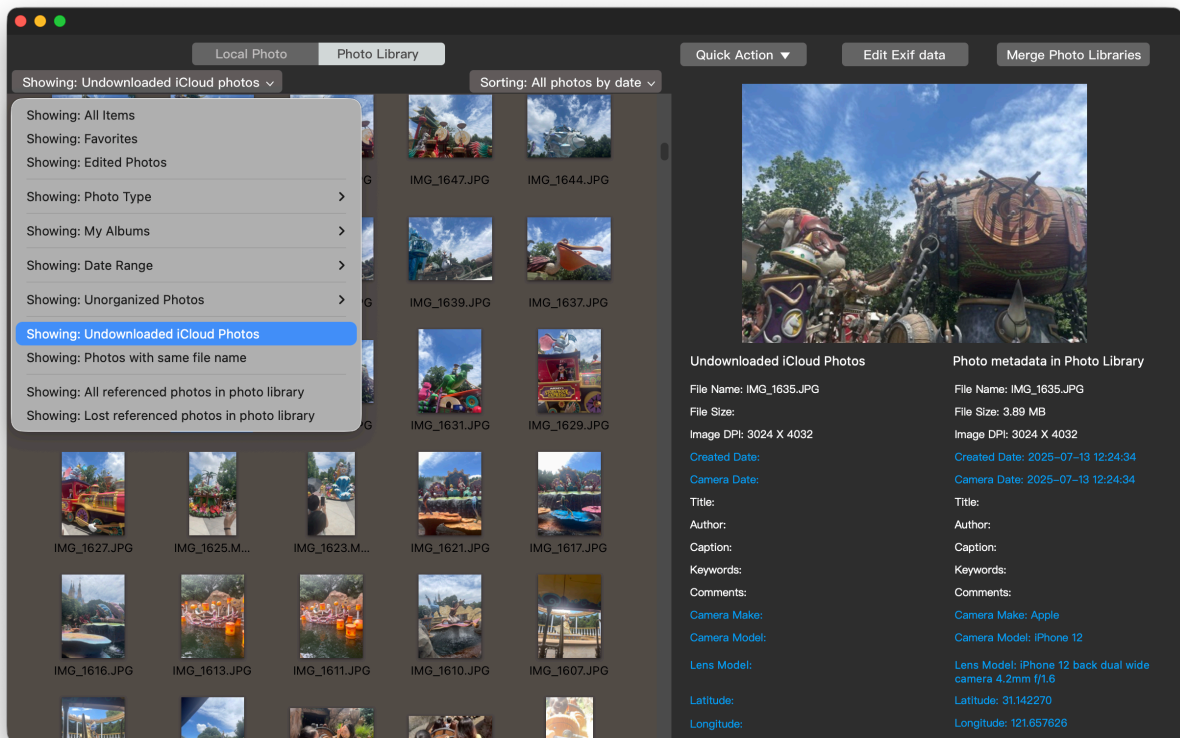 Local Photo
Photo Library
Quick Action ▼
Edit Exif data
Merge Photo Libraries
Showing: Undownloaded iCloud photos
Sorting: All photos by date
Showing: All Items
Showing: Favorites
Showing: Edited Photos
Showing: Photo Type
Showing: My Albums
Showing: Date Range
Showing: Unorganized Photos
Showing: Undownloaded iCloud Photos
Showing: Photos with same file name
Showing: All referenced photos in photo library
Showing: Lost referenced photos in photo library
IMG_1647.JPG
IMG_1644.JPG
IMG_1639.JPG
IMG_1637.JPG
IMG_1631.JPG
IMG_1629.JPG
IMG_1627.JPG
IMG_1625.M...
IMG_1623.M...
IMG_1621.JPG
IMG_1617.JPG
IMG_1616.JPG
IMG_1613.JPG
IMG_1611.JPG
IMG_1610.JPG
IMG_1607.JPG
Undownloaded iCloud Photos
File Name: IMG_1635.JPG
File Size:
Image DPI: 3024 X 4032
Created Date:
Camera Date:
Title:
Author:
Caption:
Keywords:
Comments:
Camera Make:
Camera Model:
Lens Model:
Latitude:
Longitude:
Photo metadata in Photo Library
File Name: IMG_1635.JPG
File Size: 3.89 MB
Image DPI: 3024 X 4032
Created Date: 2025-07-13 12:24:34
Camera Date: 2025-07-13 12:24:34
Title:
Author:
Caption:
Keywords:
Comments:
Camera Make: Apple
Camera Model: iPhone 12
Lens Model: iPhone 12 back dual wide
camera 4.2mm f/1.6
Latitude: 31.142270
Longitude: 121.657626